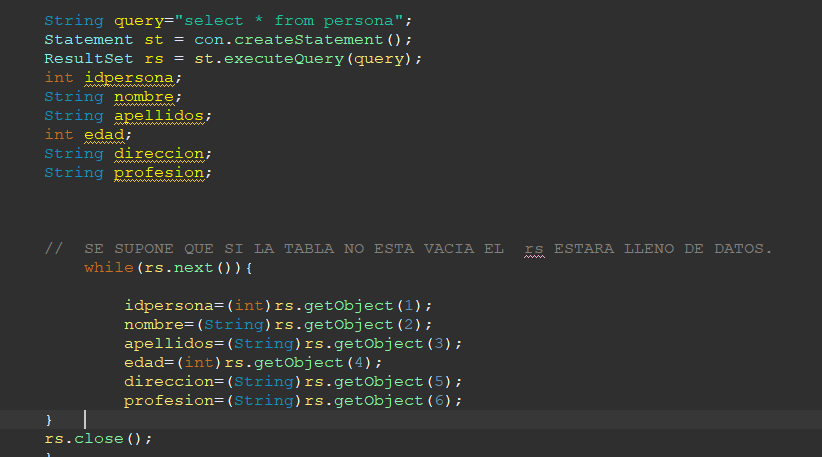 String query="select * from persona";
Statement st = con.createStatement();
ResultSet rs = st.executeQuery(query);
int idpersona;
String nombre;
String apellidos;
int edad;
String direccion;
String profesion;
// SE SUPONE QUE SI LA TABLA NO ESTA VACIA EL rs ESTARA LLENO DE DATOS.
while(rs.next()){
idpersona=(int)rs.getObject(1);
nombre=(String)rs.getObject(2);
apellidos=(String)rs.getObject(3);
edad=(int)rs.getObject(4);
direccion=(String)rs.getObject(5);
profesion=(String)rs.getObject(6);
}
rs.close();
}